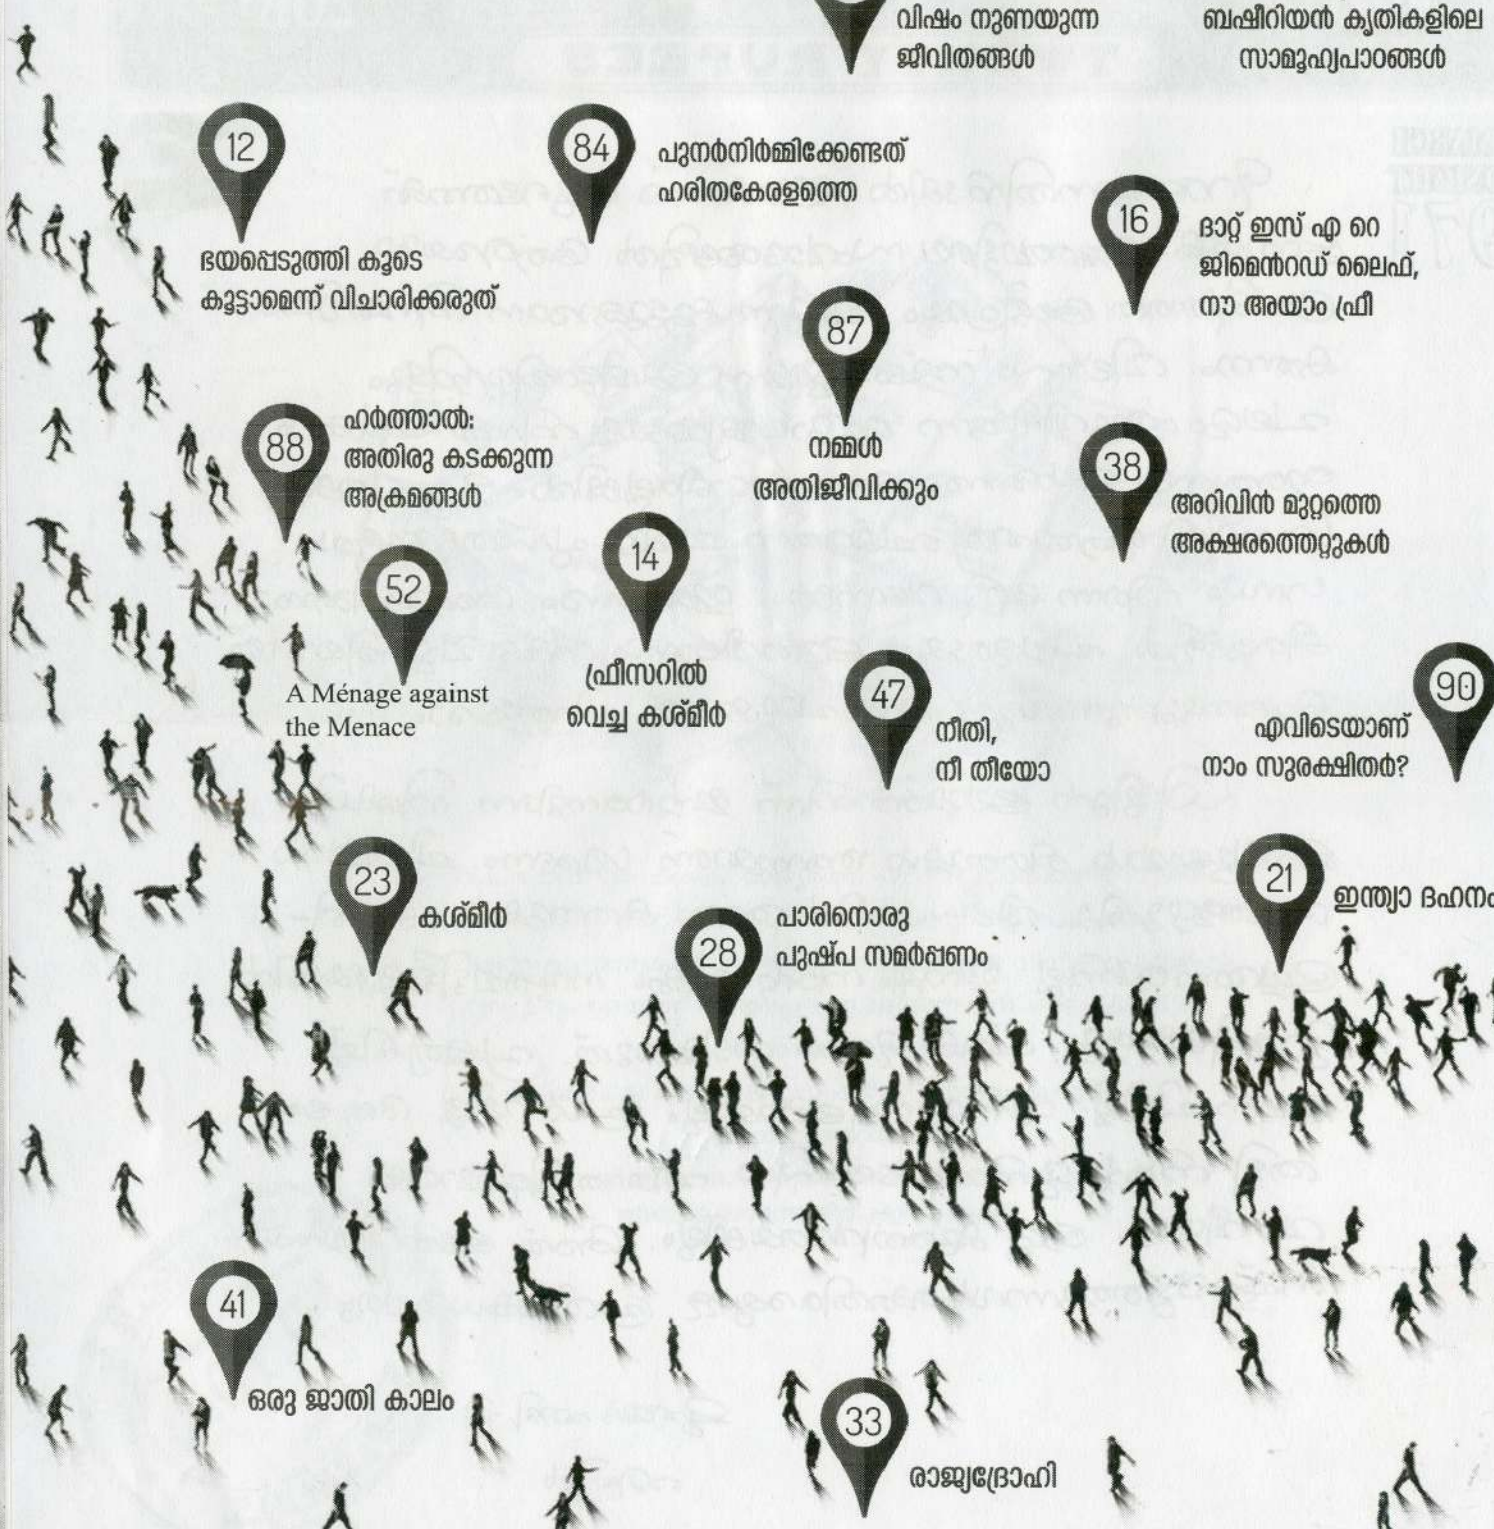 വിഷം നുണയുന്ന
ജീവിതങ്ങൾ
ബഷീറിയൻ കൃതികളിലെ
സാമൂഹ്യപാഠങ്ങൾ
12
ഭയപ്പെടുത്തി കൂടെ
കൂട്ടാമെന്ന് വിചാരിക്കരുത്
84
പുനർനിർമ്മിക്കേണ്ടത്
ഹരിതകേരളത്തെ
16
ദാറ്റ് ഇസ് എ റെ
ജിമെൻറഡ് ലൈഫ്,
നൗ അയാം ഫ്രീ
87
നമ്മൾ
അതിജീവിക്കും
88
ഹർത്താൽ:
അതിരു കടക്കുന്ന
അക്രമങ്ങൾ
38
അറിവിൻ മുറ്റത്തെ
അക്ഷരത്തെറ്റുകൾ
52
A Ménage against
the Menace
14
ഫ്രീസറിൽ
വെച്ച കശ്മീർ
47
നീതി,
നീ തീയോ
90
എവിടെയാണ്
നാം സുരക്ഷിതർ?
23
കശ്മീർ
28
പാരിനൊരു
പുഷ്പ സമർപ്പണം
21
ഇന്ത്യാ ദഹനം
41
ഒരു ജാതി കാലം
33
രാജ്യദ്രോഹി